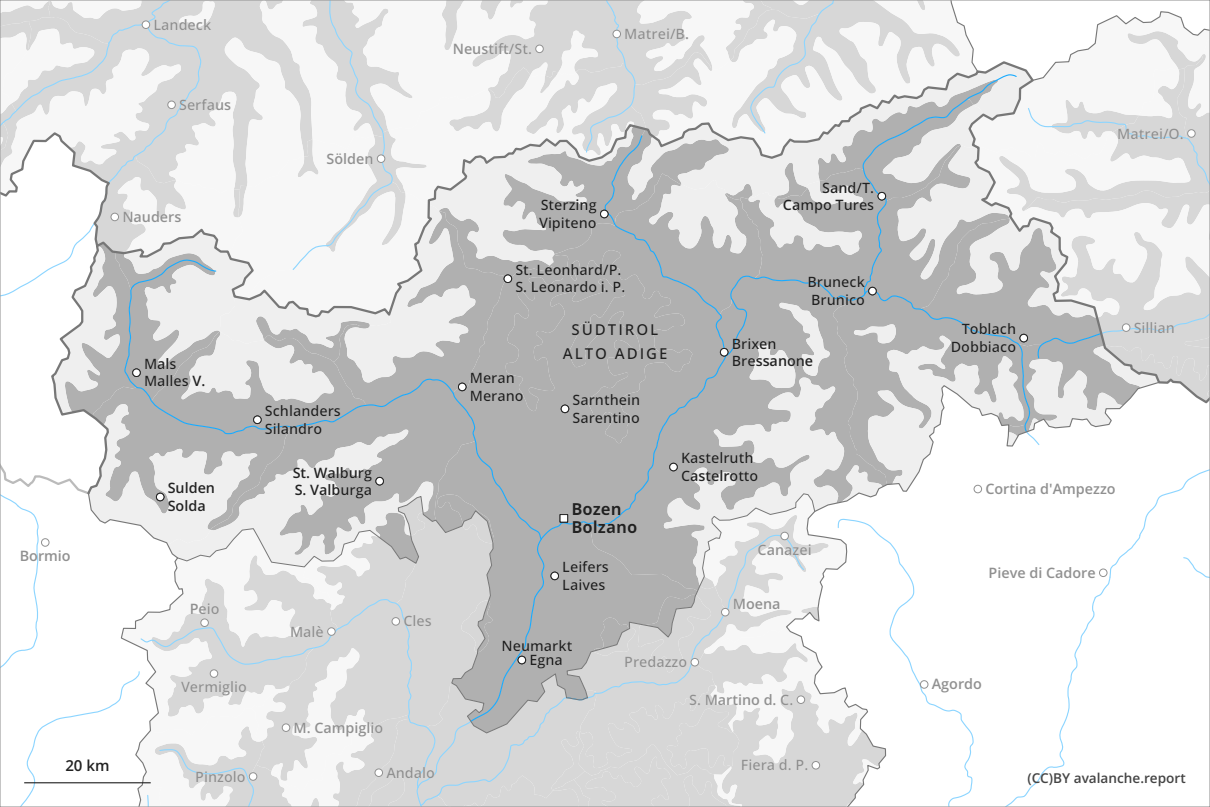 Landeck
Neustift/St.
Matrei/B.
Serfaus
Matrei/O.
Sölden
Sand/T.
Campo Tures
Sterzing
Vipiteno
Nauders
St. Leonhard/P.
S. Leonardo i. P.
Bruneck
Brunico
SÜDTIROL
ALTO ADIGE
Toblach
Dobbiaco
Sillian
Brixen
Bressanone
Mals
Malles V.
Meran
Merano
Sarnthein
Sarentino
Schlanders
Silandro
Kastelruth
Castelrotto
St. Walburg
S. Valburga
Sulden
Solda
Cortina d'Ampezzo
Bozen
Bolzano
Bormio
Canazei
Leifers
Laives
Pieve di Cadore
Peio
Moena
Malè
Cles
Neumarkt
Egna
Predazzo
Vermiglio
Agordo
S. Martino d. C.
M. Campiglio
20 km
Pinzolo
Andalo
Fiera d. P.
(CC)BY avalanche.report